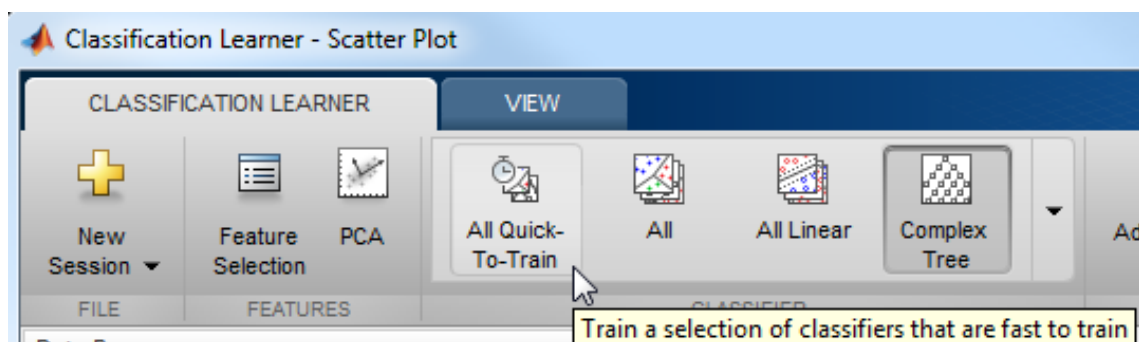 Classification Learner - Scatter Plot
CLASSIFICATION LEARNER
VIEW
New
Session
Feature
Selection
PCA
All Quick-
To-Train
All
All Linear
Complex
Tree
FILE
FEATURES
CLASSIFIER
Train a selection of classifiers that are fast to train